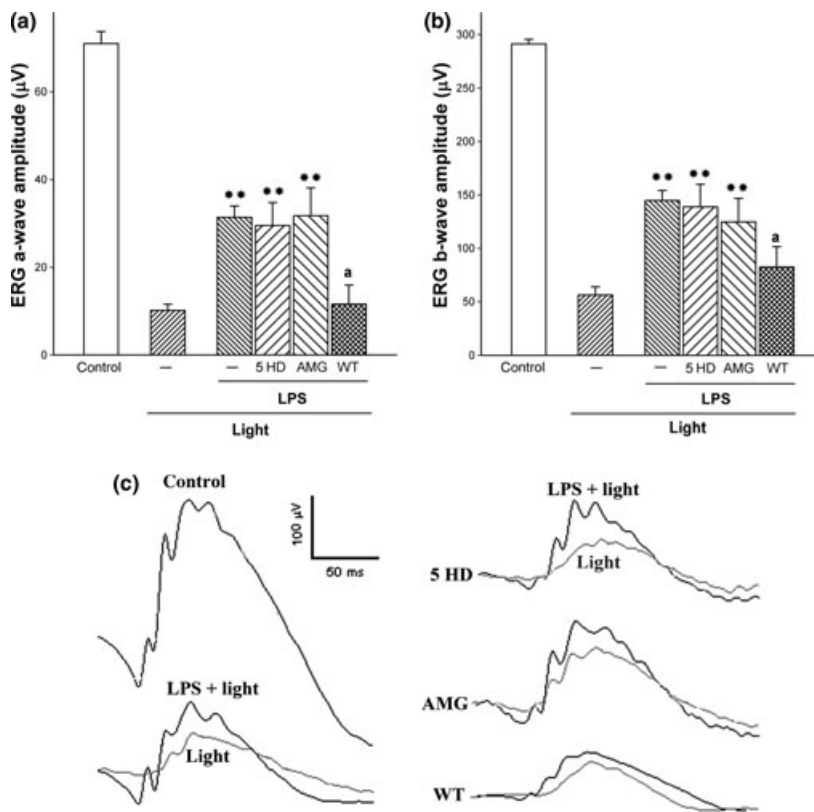 (a)
ERG a-wave amplitude (μV)
60
40
20
0
** ** **
a
Control – – 5 HD AMG WT
LPS
Light
(b)
ERG b-wave amplitude (μV)
300
250
200
150
100
50
0
** ** **
a
Control – – 5 HD AMG WT
LPS
Light
(c)
Control
100 μV
50 ms
LPS + light
Light
LPS + light
5 HD
Light
AMG
WT